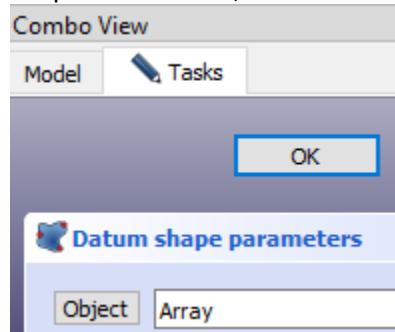 Combo View
Model Tasks
OK
Datum shape parameters
Object Array